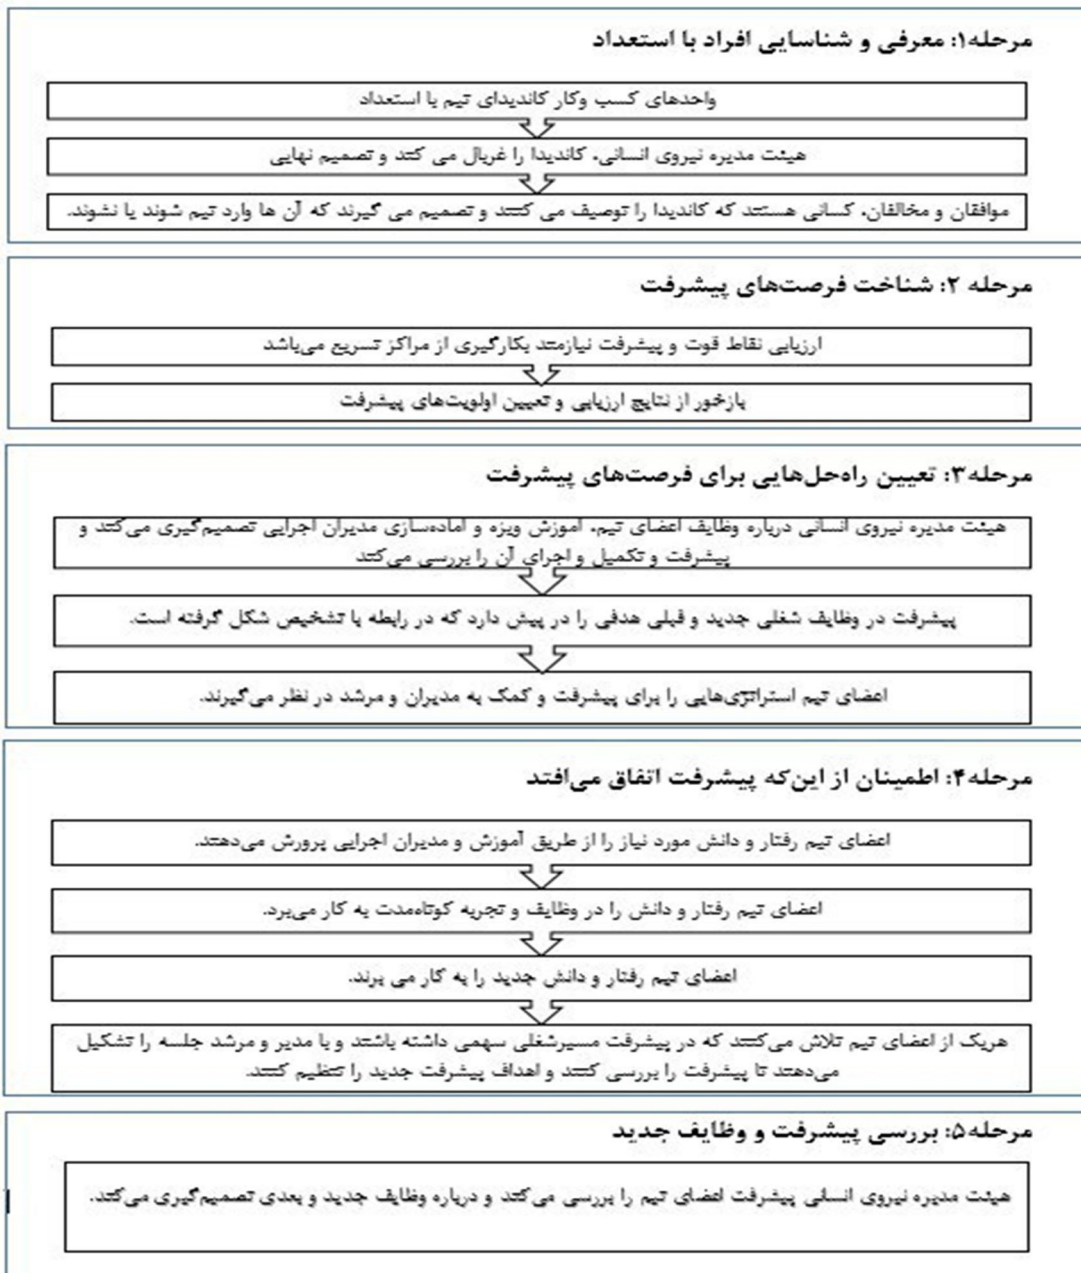 مرحله۱: معرفی و شناسایی افراد با استعداد
واحدهای کسب وکار کاندیدای تیم با استعداد
هیئت مدیره نیروی انسانی، کاندیدا را غربال می کنند و تصمیم نهایی
موافقان و مخالفان، کسانی هستند که کاندیدا را توصیف می کنند و تصمیم می گیرند که آن ها وارد تیم شوند یا نشوند.
مرحله ۲: شناخت فرصت‌های پیشرفت
ارزیابی نقاط قوت و پیشرفت نیازمند بکارگیری از مراکز تسریع می‌باشد
بازخور از نتایج ارزیابی و تعیین اولویت‌های پیشرفت
مرحله۳: تعیین راه‌حل‌هایی برای فرصت‌های پیشرفت
هیئت مدیره نیروی انسانی درباره وظایف اعضای تیم، آموزش ویژه و آماده‌سازی مدیران اجرایی تصمیم‌گیری می‌کنند و
پیشرفت و تکمیل و اجرای آن را بررسی می‌کنند
پیشرفت در وظایف شغلی جدید و قبلی هدفی را در پیش دارد که در رابطه با تشخیص شکل گرفته است.
اعضای تیم استراتژی‌هایی را برای پیشرفت و کمک به مدیران و مرشد در نظر می‌گیرند.
مرحله۴: اطمینان از این‌که پیشرفت اتفاق می‌افتد
اعضای تیم رفتار و دانش مورد نیاز را از طریق آموزش و مدیران اجرایی پرورش می‌دهند.
اعضای تیم رفتار و دانش را در وظایف و تجربه کوتاه‌مدت به کار می‌برد.
اعضای تیم رفتار و دانش جدید را به کار می برند.
هریک از اعضای تیم تلاش می‌کنند که در پیشرفت مسیرشغلی سهمی داشته باشند و با مدیر و مرشد جلسه را تشکیل
می‌دهند تا پیشرفت را بررسی کنند و اهداف پیشرفت جدید را تنظیم کنند.
مرحله۵: بررسی پیشرفت و وظایف جدید
هیئت مدیره نیروی انسانی پیشرفت اعضای تیم را بررسی می‌کند و درباره وظایف جدید و بعدی تصمیم‌گیری می‌کند.